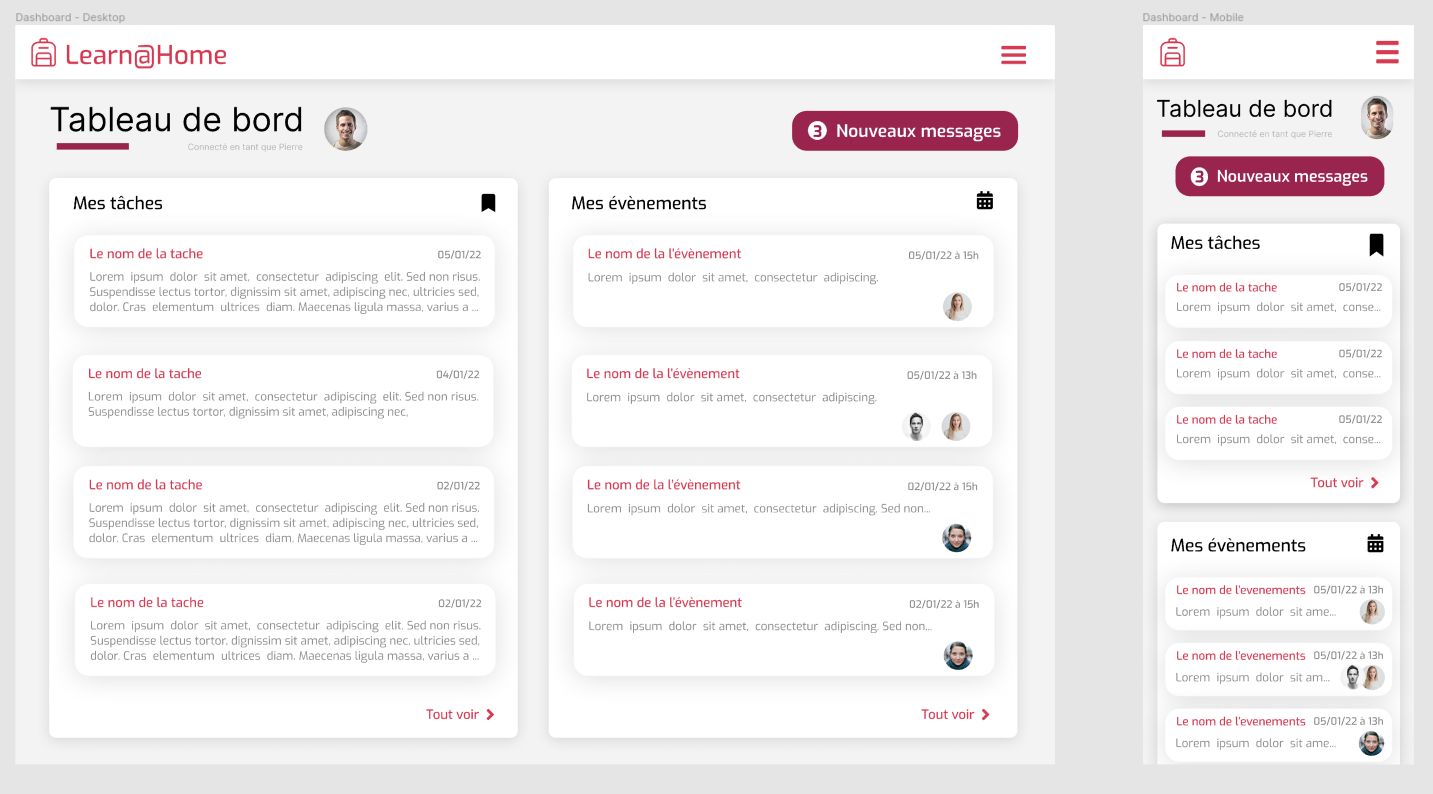 Dashboard - Desktop
Learn@Home
Tableau de bord
Connecté en tant que Pierre
3 Nouveaux messages
Mes tâches
Le nom de la tache 05/01/22
Lorem ipsum dolor sit amet, consectetur adipiscing elit. Sed non risus.
Suspendisse lectus tortor, dignissim sit amet, adipiscing nec, ultricies sed,
dolor. Cras elementum ultrices diam. Maecenas ligula massa, varius a ...
Le nom de la tache 04/01/22
Lorem ipsum dolor sit amet, consectetur adipiscing elit. Sed non risus.
Suspendisse lectus tortor, dignissim sit amet, adipiscing nec,
Le nom de la tache 02/01/22
Lorem ipsum dolor sit amet, consectetur adipiscing elit. Sed non risus.
Suspendisse lectus tortor, dignissim sit amet, adipiscing nec, ultricies sed,
dolor. Cras elementum ultrices diam. Maecenas ligula massa, varius a ...
Le nom de la tache 02/01/22
Lorem ipsum dolor sit amet, consectetur adipiscing elit. Sed non risus.
Suspendisse lectus tortor, dignissim sit amet, adipiscing nec, ultricies sed,
dolor. Cras elementum ultrices diam. Maecenas ligula massa, varius a ...
Tout voir
Mes évènements
Le nom de la l'évènement 05/01/22 à 15h
Lorem ipsum dolor sit amet, consectetur adipiscing.
Le nom de la l'évènement 05/01/22 à 13h
Lorem ipsum dolor sit amet, consectetur adipiscing.
Le nom de la l'évènement 02/01/22 à 15h
Lorem ipsum dolor sit amet, consectetur adipiscing. Sed non...
Le nom de la l'évènement 02/01/22 à 15h
Lorem ipsum dolor sit amet, consectetur adipiscing. Sed non...
Tout voir
Dashboard - Mobile
Tableau de bord
Connecté en tant que Pierre
3 Nouveaux messages
Mes tâches
Le nom de la tache 05/01/22
Lorem ipsum dolor sit amet, conse...
Le nom de la tache 05/01/22
Lorem ipsum dolor sit amet, conse...
Le nom de la tache 05/01/22
Lorem ipsum dolor sit amet, conse...
Tout voir
Mes évènements
Le nom de l'evenements 05/01/22 à 13h
Lorem ipsum dolor sit ame...
Le nom de l'evenements 05/01/22 à 13h
Lorem ipsum dolor sit am...
Le nom de l'evenements 05/01/22 à 13h
Lorem ipsum dolor sit ame...